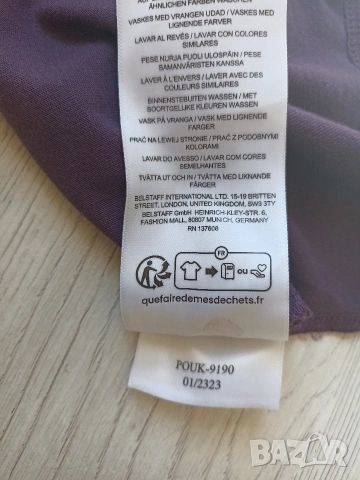 ÄHNLICHEN FARBEN WASCHEN
VASKES MED VRANGEN UDAD / VASKES MED
LIGNENDE FARVER
LAVAR AL REVÉS / LAVAR CON COLORES
SIMILARES
PESE NURJA PUOLI ULOSPÄIN / PESE
SAMANVÄRISTEN KANSSA
LAVER À L'ENVERS / LAVER AVEC DES
COULEURS SIMILAIRES
BINNENSTEBUITEN WASSEN / MET
SOORTGELIJKE KLEUREN WASSEN
VASK PÅ VRANGA / VASK MED LIGNENDE
FARGER
PRAĆ NA LEWEJ STRONIE / PRAĆ Z PODOBNYMI
KOLORAMI
LAVAR DO AVESSO / LAVAR COM CORES
SEMELHANTES
TVÄTTA UT OCH IN / TVÄTTA MED LIKNANDE
FÄRGER
BELSTAFF INTERNATIONAL LTD. 15-19 BRITTEN
STREET, LONDON, UNITED KINGDOM, SW3 3TY
BELSTAFF GmbH HEINRICH-KLEY-STR. 6,
FASHION MALL, 80807 MUNICH, GERMANY
RN 137608
FR
OU
quefairedemesdechets.fr
POUK-9190
01/2323
BAZAR